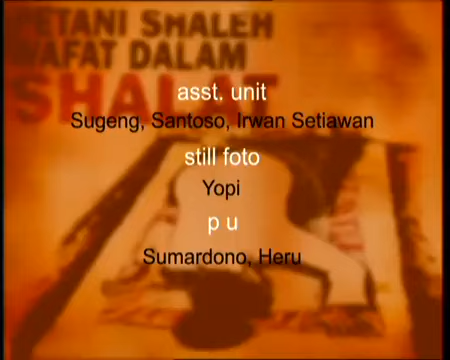 PETANI SHALEH
WAFAT DALAM
SHALAT
asst. unit
Sugeng, Santoso, Irwan Setiawan
still foto
Yopi
p u
Sumardono, Heru